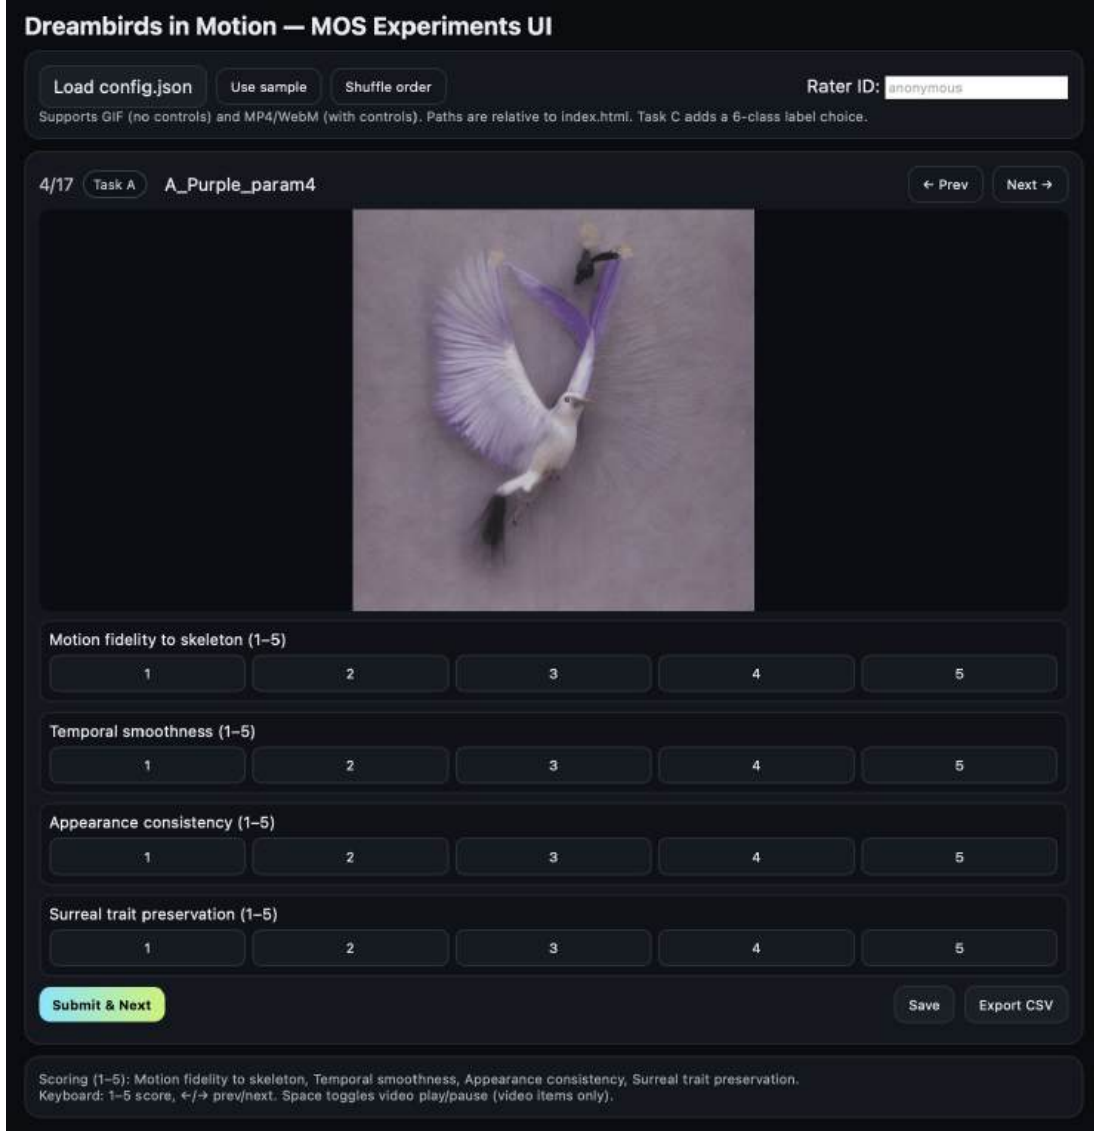 Dreambirds in Motion — MOS Experiments UI
Load config.json Use sample Shuffle order Rater ID: anonymous
Supports GIF (no controls) and MP4/WebM (with controls). Paths are relative to index.html. Task C adds a 6-class label choice.
4/17 Task A A_Purple_param4 ← Prev Next →
Motion fidelity to skeleton (1–5)
1 2 3 4 5
Temporal smoothness (1–5)
1 2 3 4 5
Appearance consistency (1–5)
1 2 3 4 5
Surreal trait preservation (1–5)
1 2 3 4 5
Submit & Next Save Export CSV
Scoring (1–5): Motion fidelity to skeleton, Temporal smoothness, Appearance consistency, Surreal trait preservation.
Keyboard: 1–5 score, ←/→ prev/next. Space toggles video play/pause (video items only).